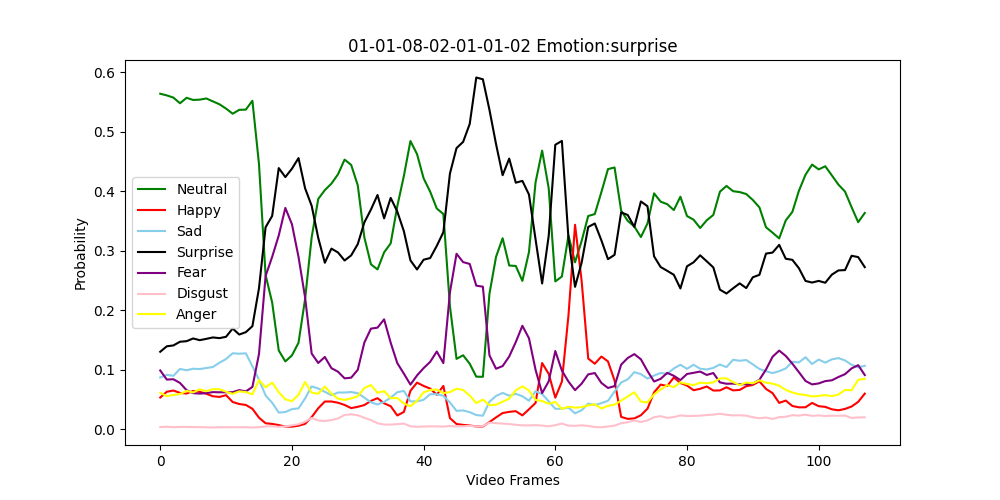 01-01-08-02-01-01-02 Emotion:surprise
0.6
0.5
0.4
0.3
0.2
0.1
0.0
Probability
Neutral
Happy
Sad
Surprise
Fear
Disgust
Anger
0 20 40 60 80 100
Video Frames